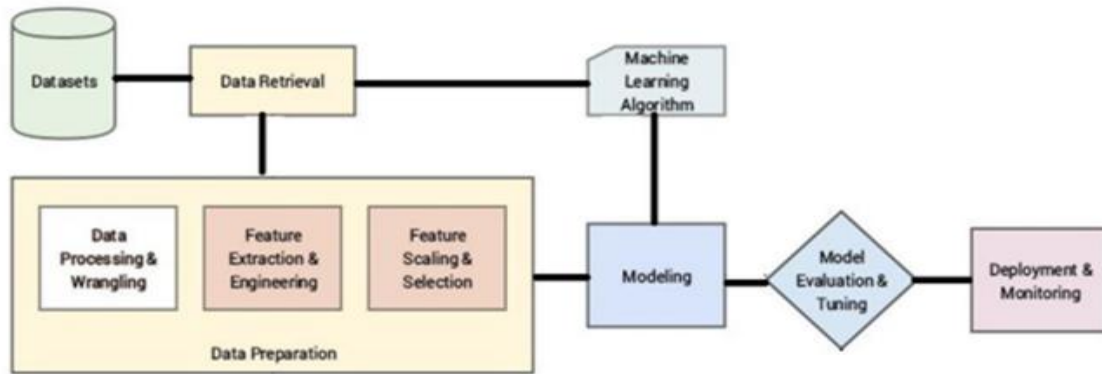 Datasets
Data Retrieval
Machine
Learning
Algorithm
Data
Processing &
Wrangling
Feature
Extraction &
Engineering
Feature
Scaling &
Selection
Data Preparation
Modeling
Model
Evaluation &
Tuning
Deployment &
Monitoring